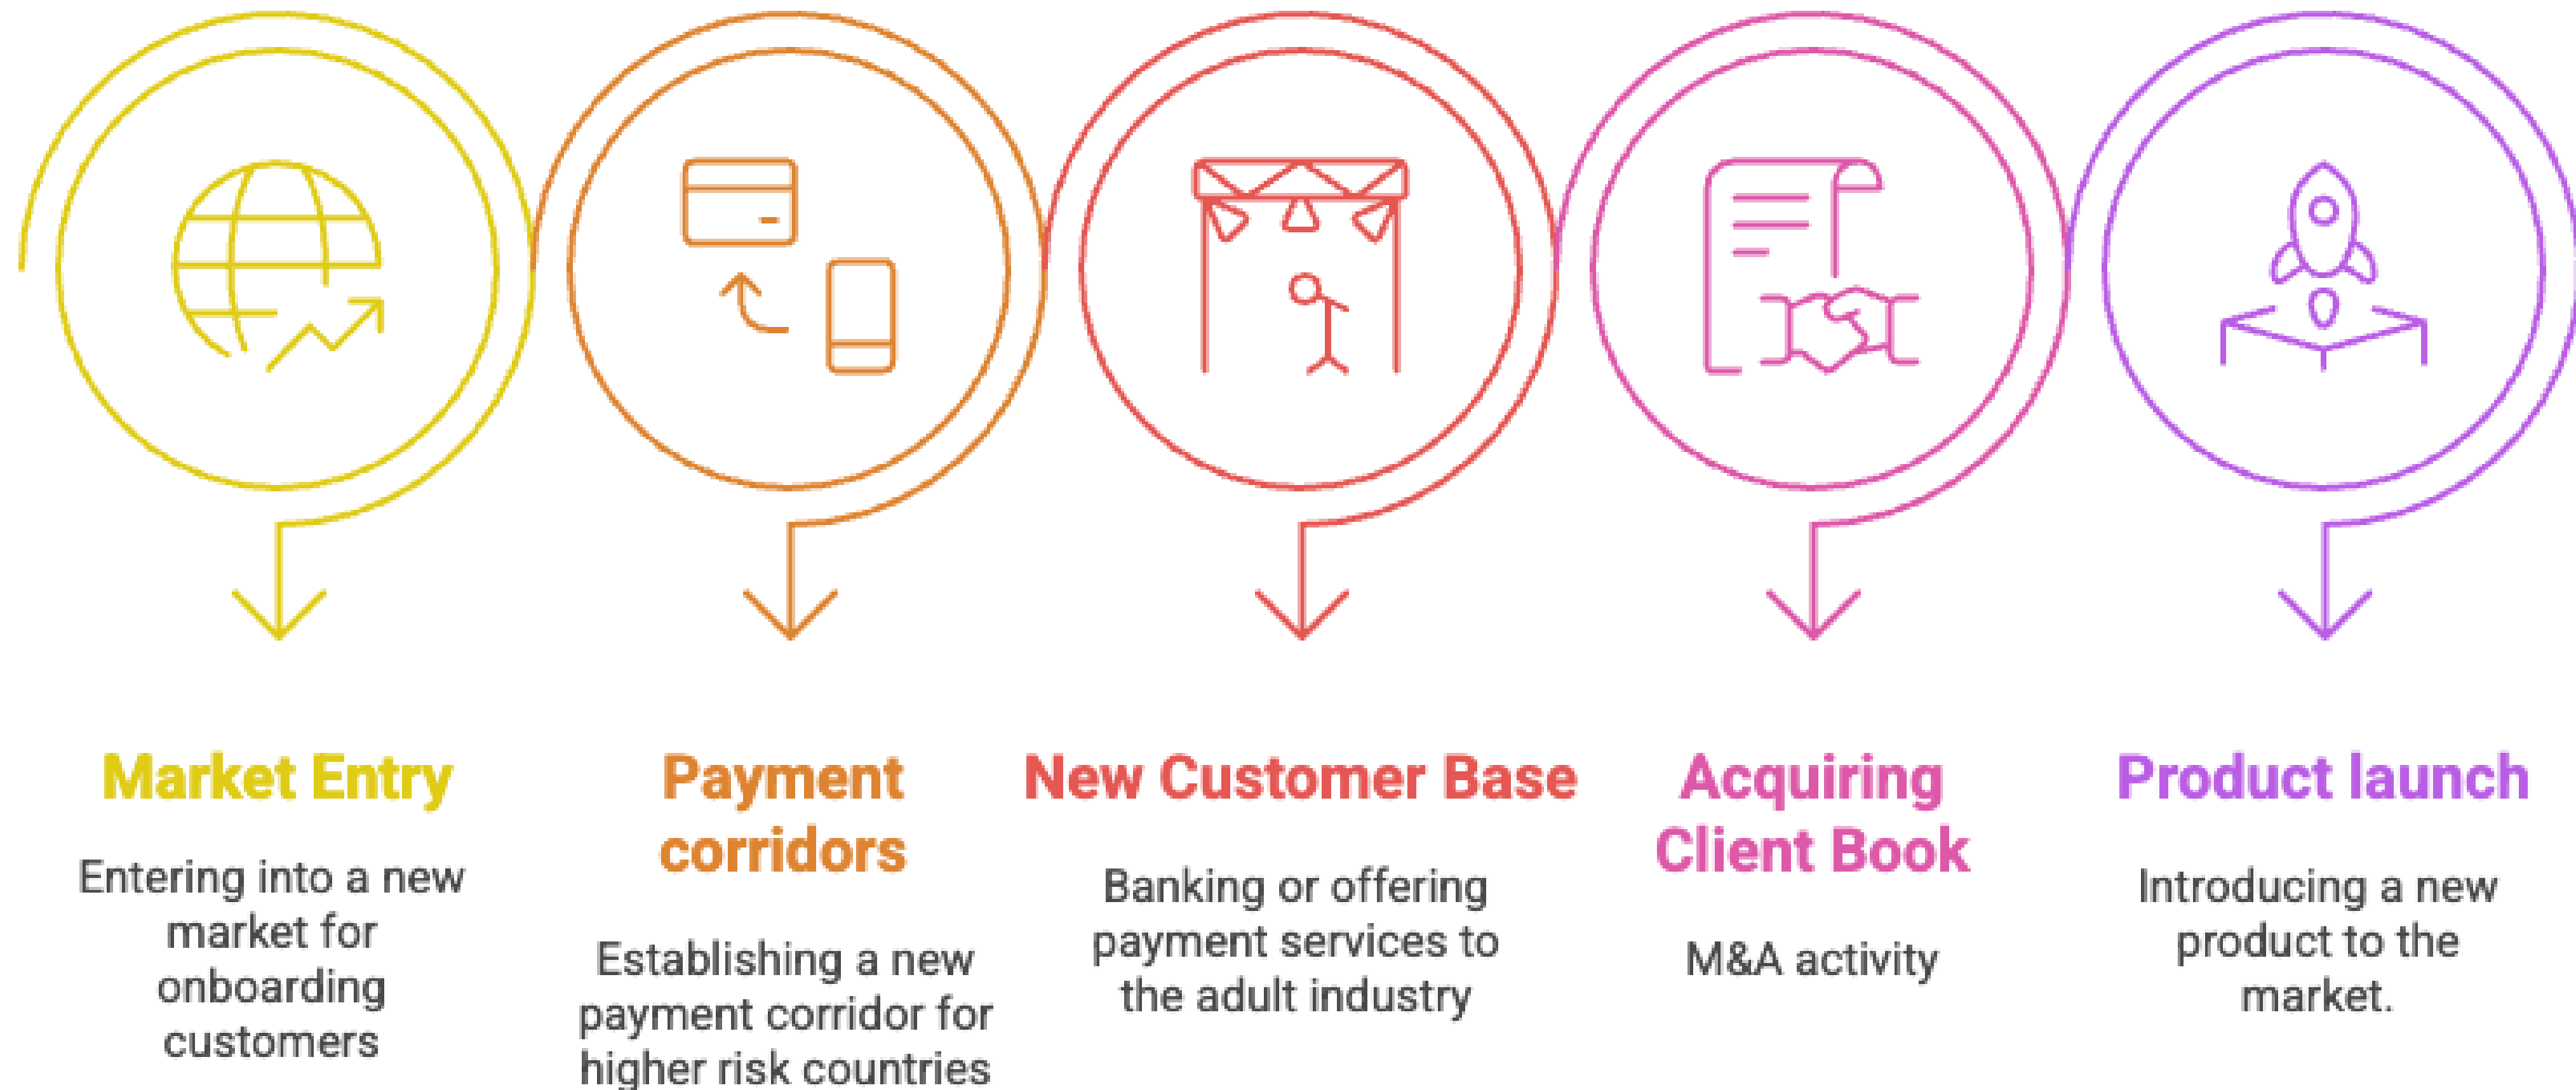 Market Entry
Entering into a new
market for
onboarding
customers
Payment
corridors
Establishing a new
payment corridor for
higher risk countries
New Customer Base
Banking or offering
payment services to
the adult industry
Acquiring
Client Book
M&A activity
Product launch
Introducing a new
product to the
market.